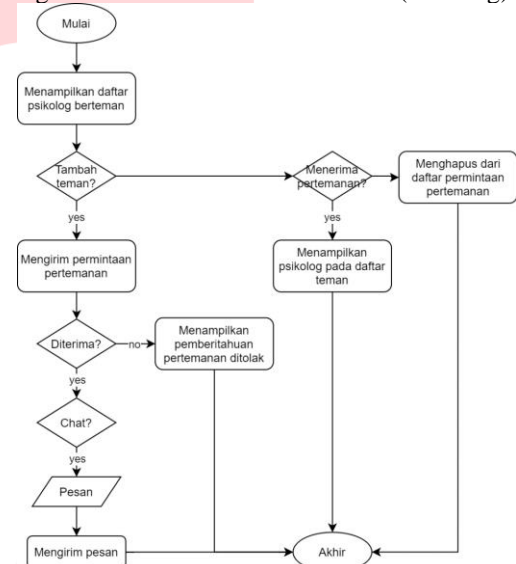 Mulai
Menampilkan daftar
psikolog berteman
Tambah
teman?
Menerima
pertemanan?
Menghapus dari
daftar permintaan
pertemanan
yes
yes
Mengirim permintaan
pertemanan
Menampilkan
psikolog pada daftar
teman
Diterima?
no
Menampilkan
pemberitahuan
pertemanan ditolak
yes
Chat?
yes
Pesan
Mengirim pesan
Akhir